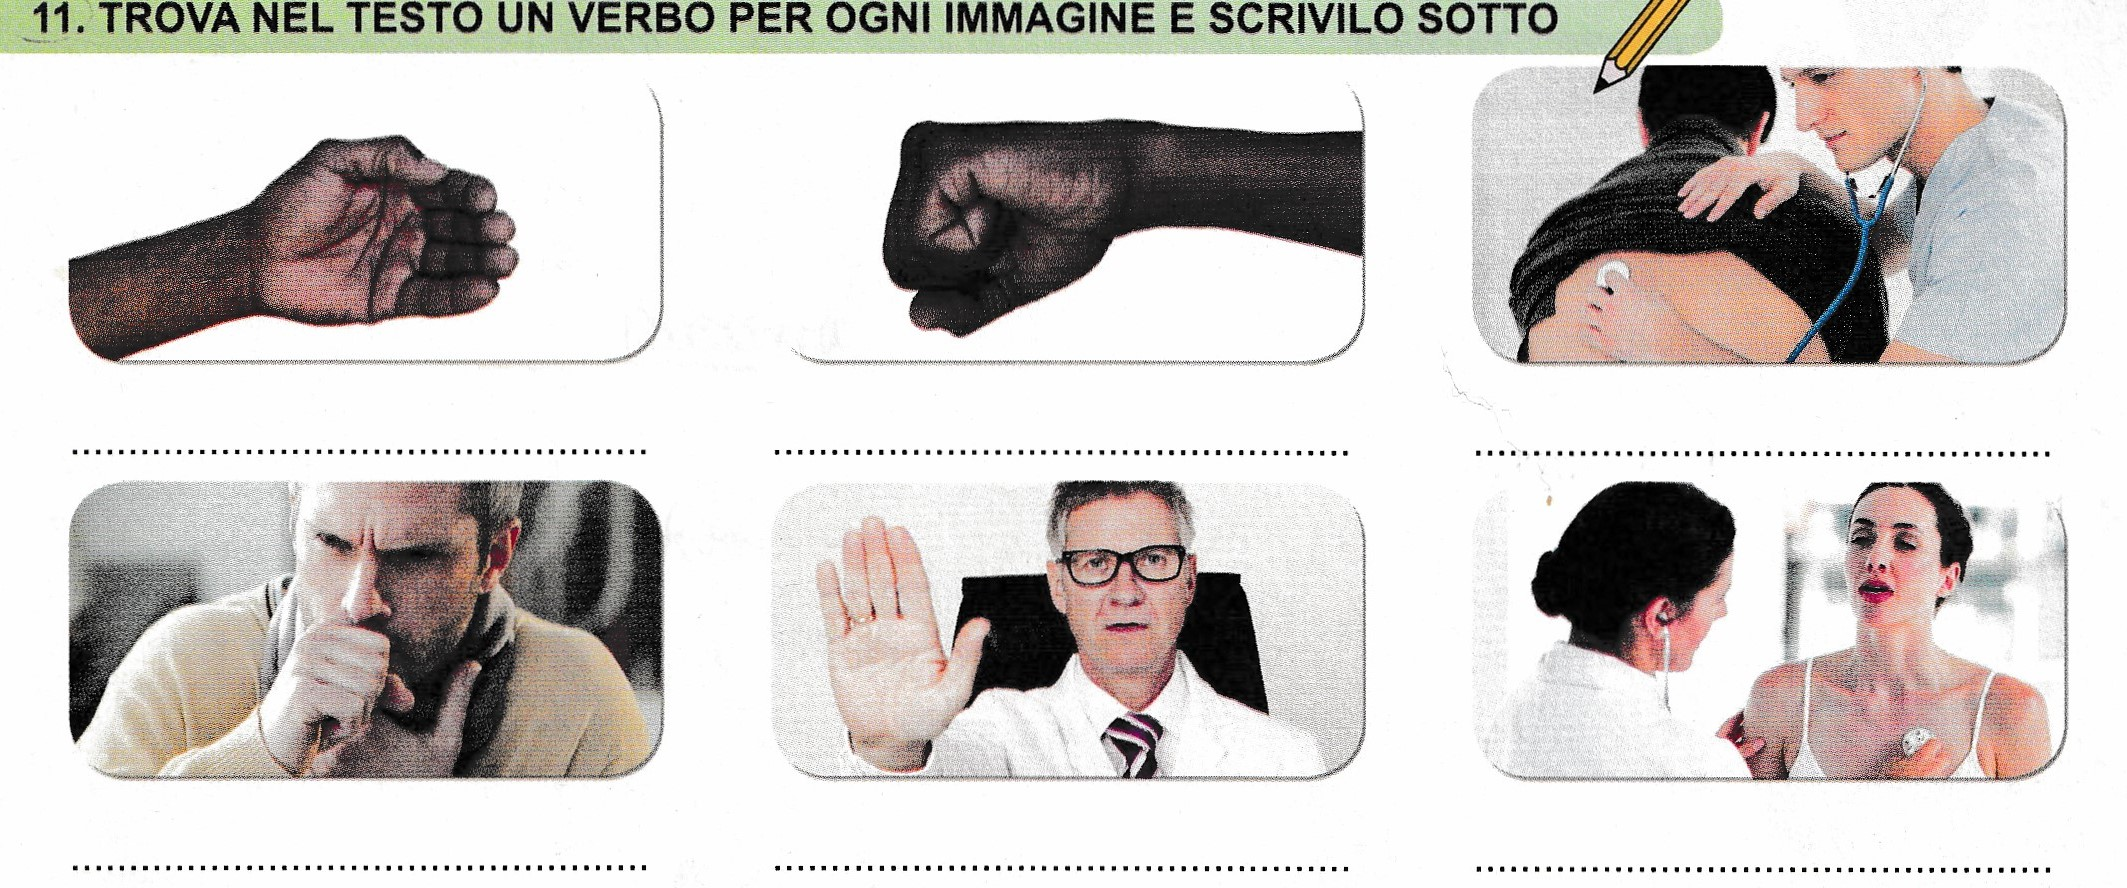 11. TROVA NEL TESTO UN VERBO PER OGNI IMMAGINE E SCRIVILO SOTTO